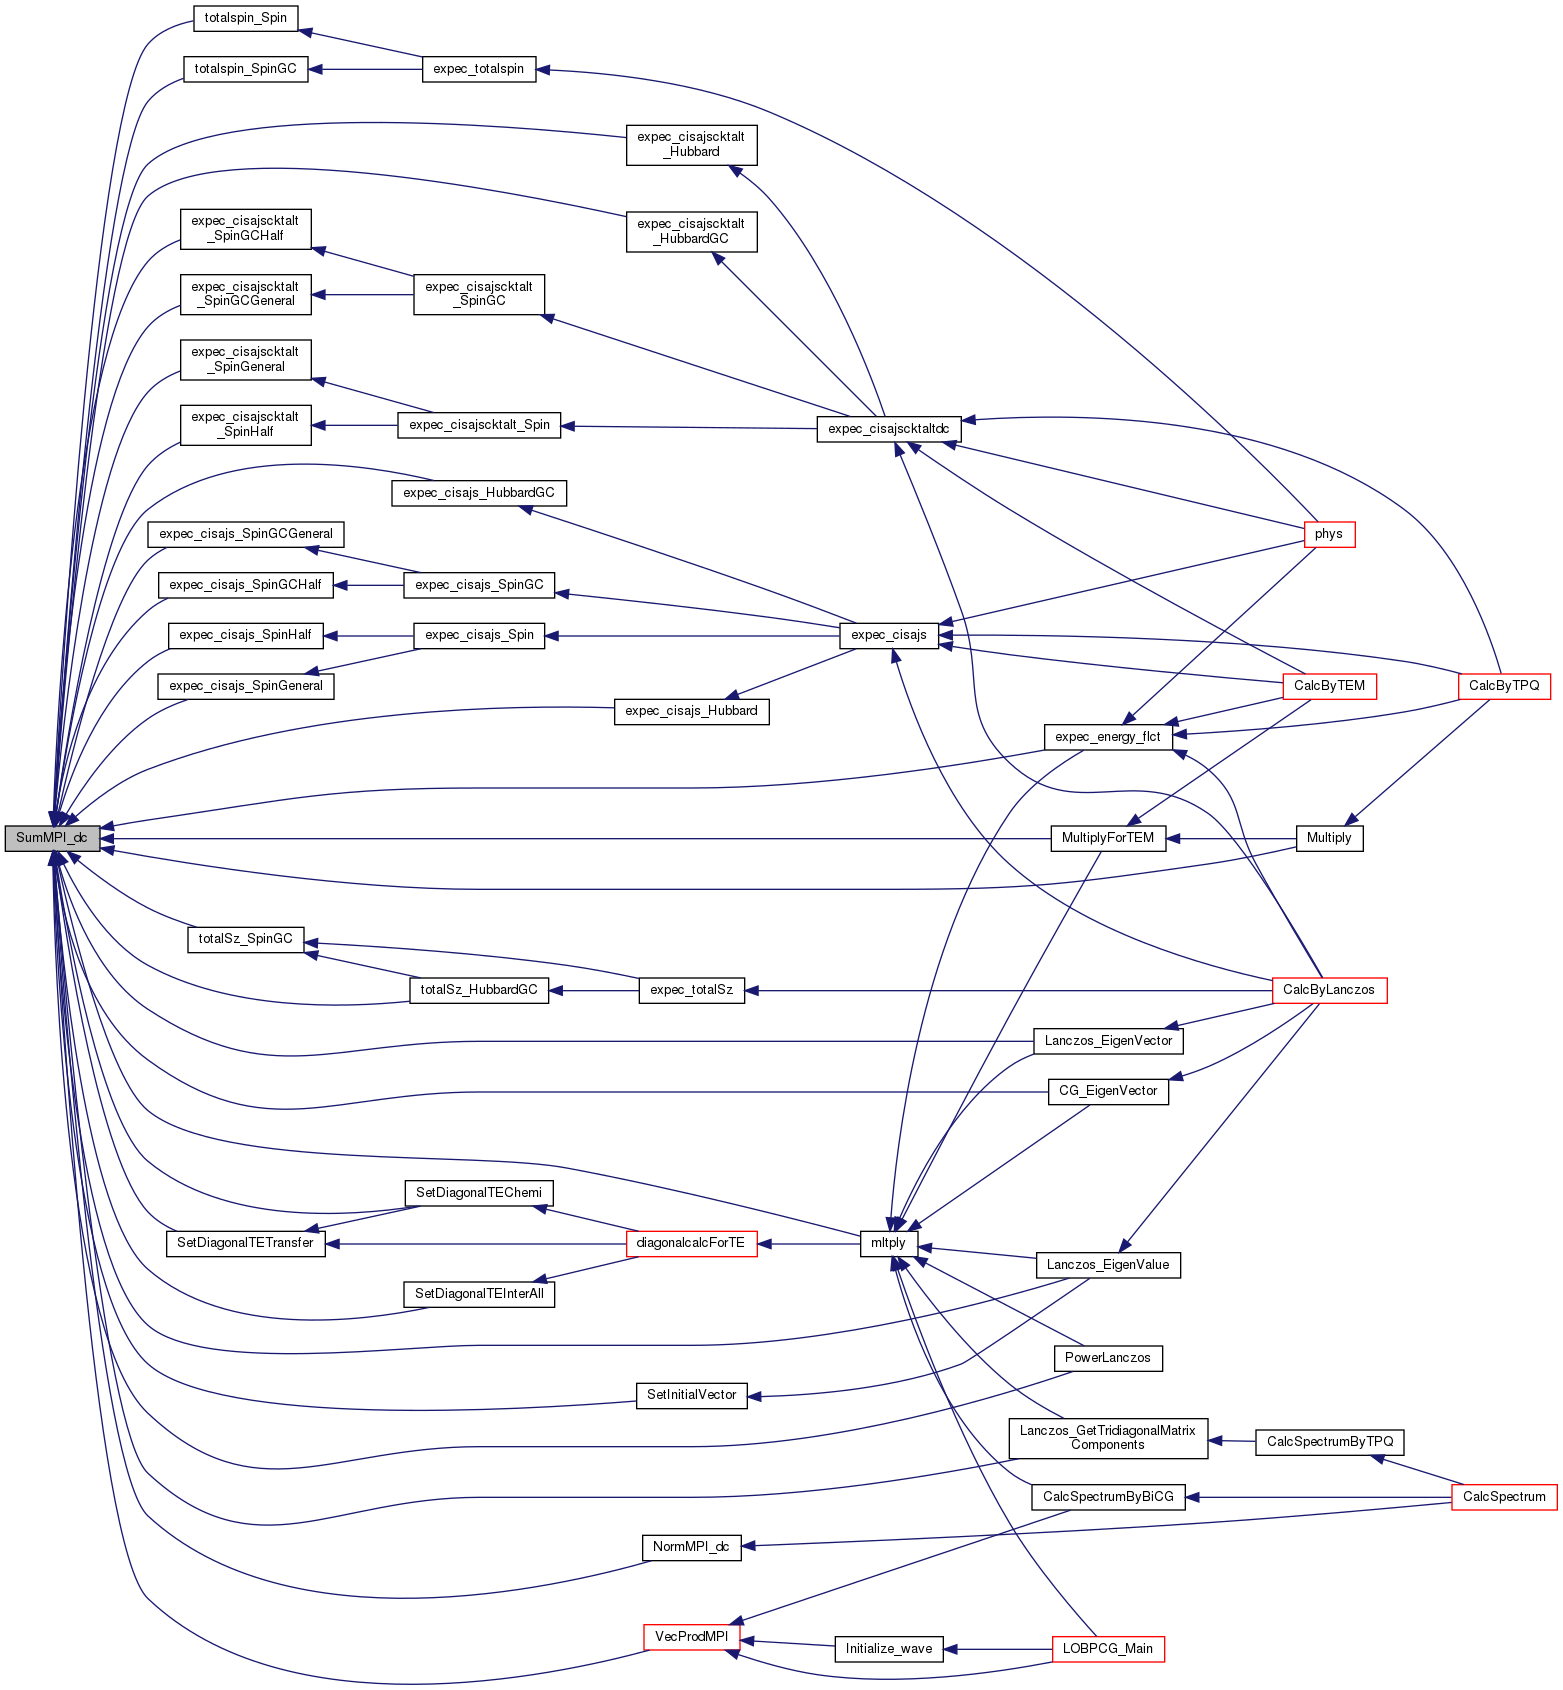 totalspin_Spin
totalspin_SpinGC
expec_totalspin
expec_cisajscktalt
_Hubbard
expec_cisajscktalt
_HubbardGC
expec_cisajscktalt
_SpinGCHalf
expec_cisajscktalt
_SpinGCGeneral
expec_cisajscktalt
_SpinGC
expec_cisajscktalt
_SpinGeneral
expec_cisajscktalt
_SpinHalf
expec_cisajscktalt_Spin
expec_cisajscktaltdc
expec_cisajs_HubbardGC
expec_cisajs_SpinGCGeneral
phys
expec_cisajs_SpinGCHalf
expec_cisajs_SpinGC
expec_cisajs_SpinHalf
expec_cisajs_Spin
expec_cisajs
expec_cisajs_SpinGeneral
CalcByTEM
CalcByTPQ
expec_cisajs_Hubbard
expec_energy_flct
SumMPI_dc
MultiplyForTEM
Multiply
totalSz_SpinGC
totalSz_HubbardGC
expec_totalSz
CalcByLanczos
Lanczos_EigenVector
CG_EigenVector
SetDiagonalTEChemi
SetDiagonalTETransfer
diagonalcalcForTE
mltply
Lanczos_EigenValue
SetDiagonalTEInterAll
PowerLanczos
SetInitialVector
Lanczos_GetTridiagonalMatrix
Components
CalcSpectrumByTPQ
CalcSpectrumByBiCG
CalcSpectrum
NormMPI_dc
VecProdMPI
Initialize_wave
LOBPCG_Main